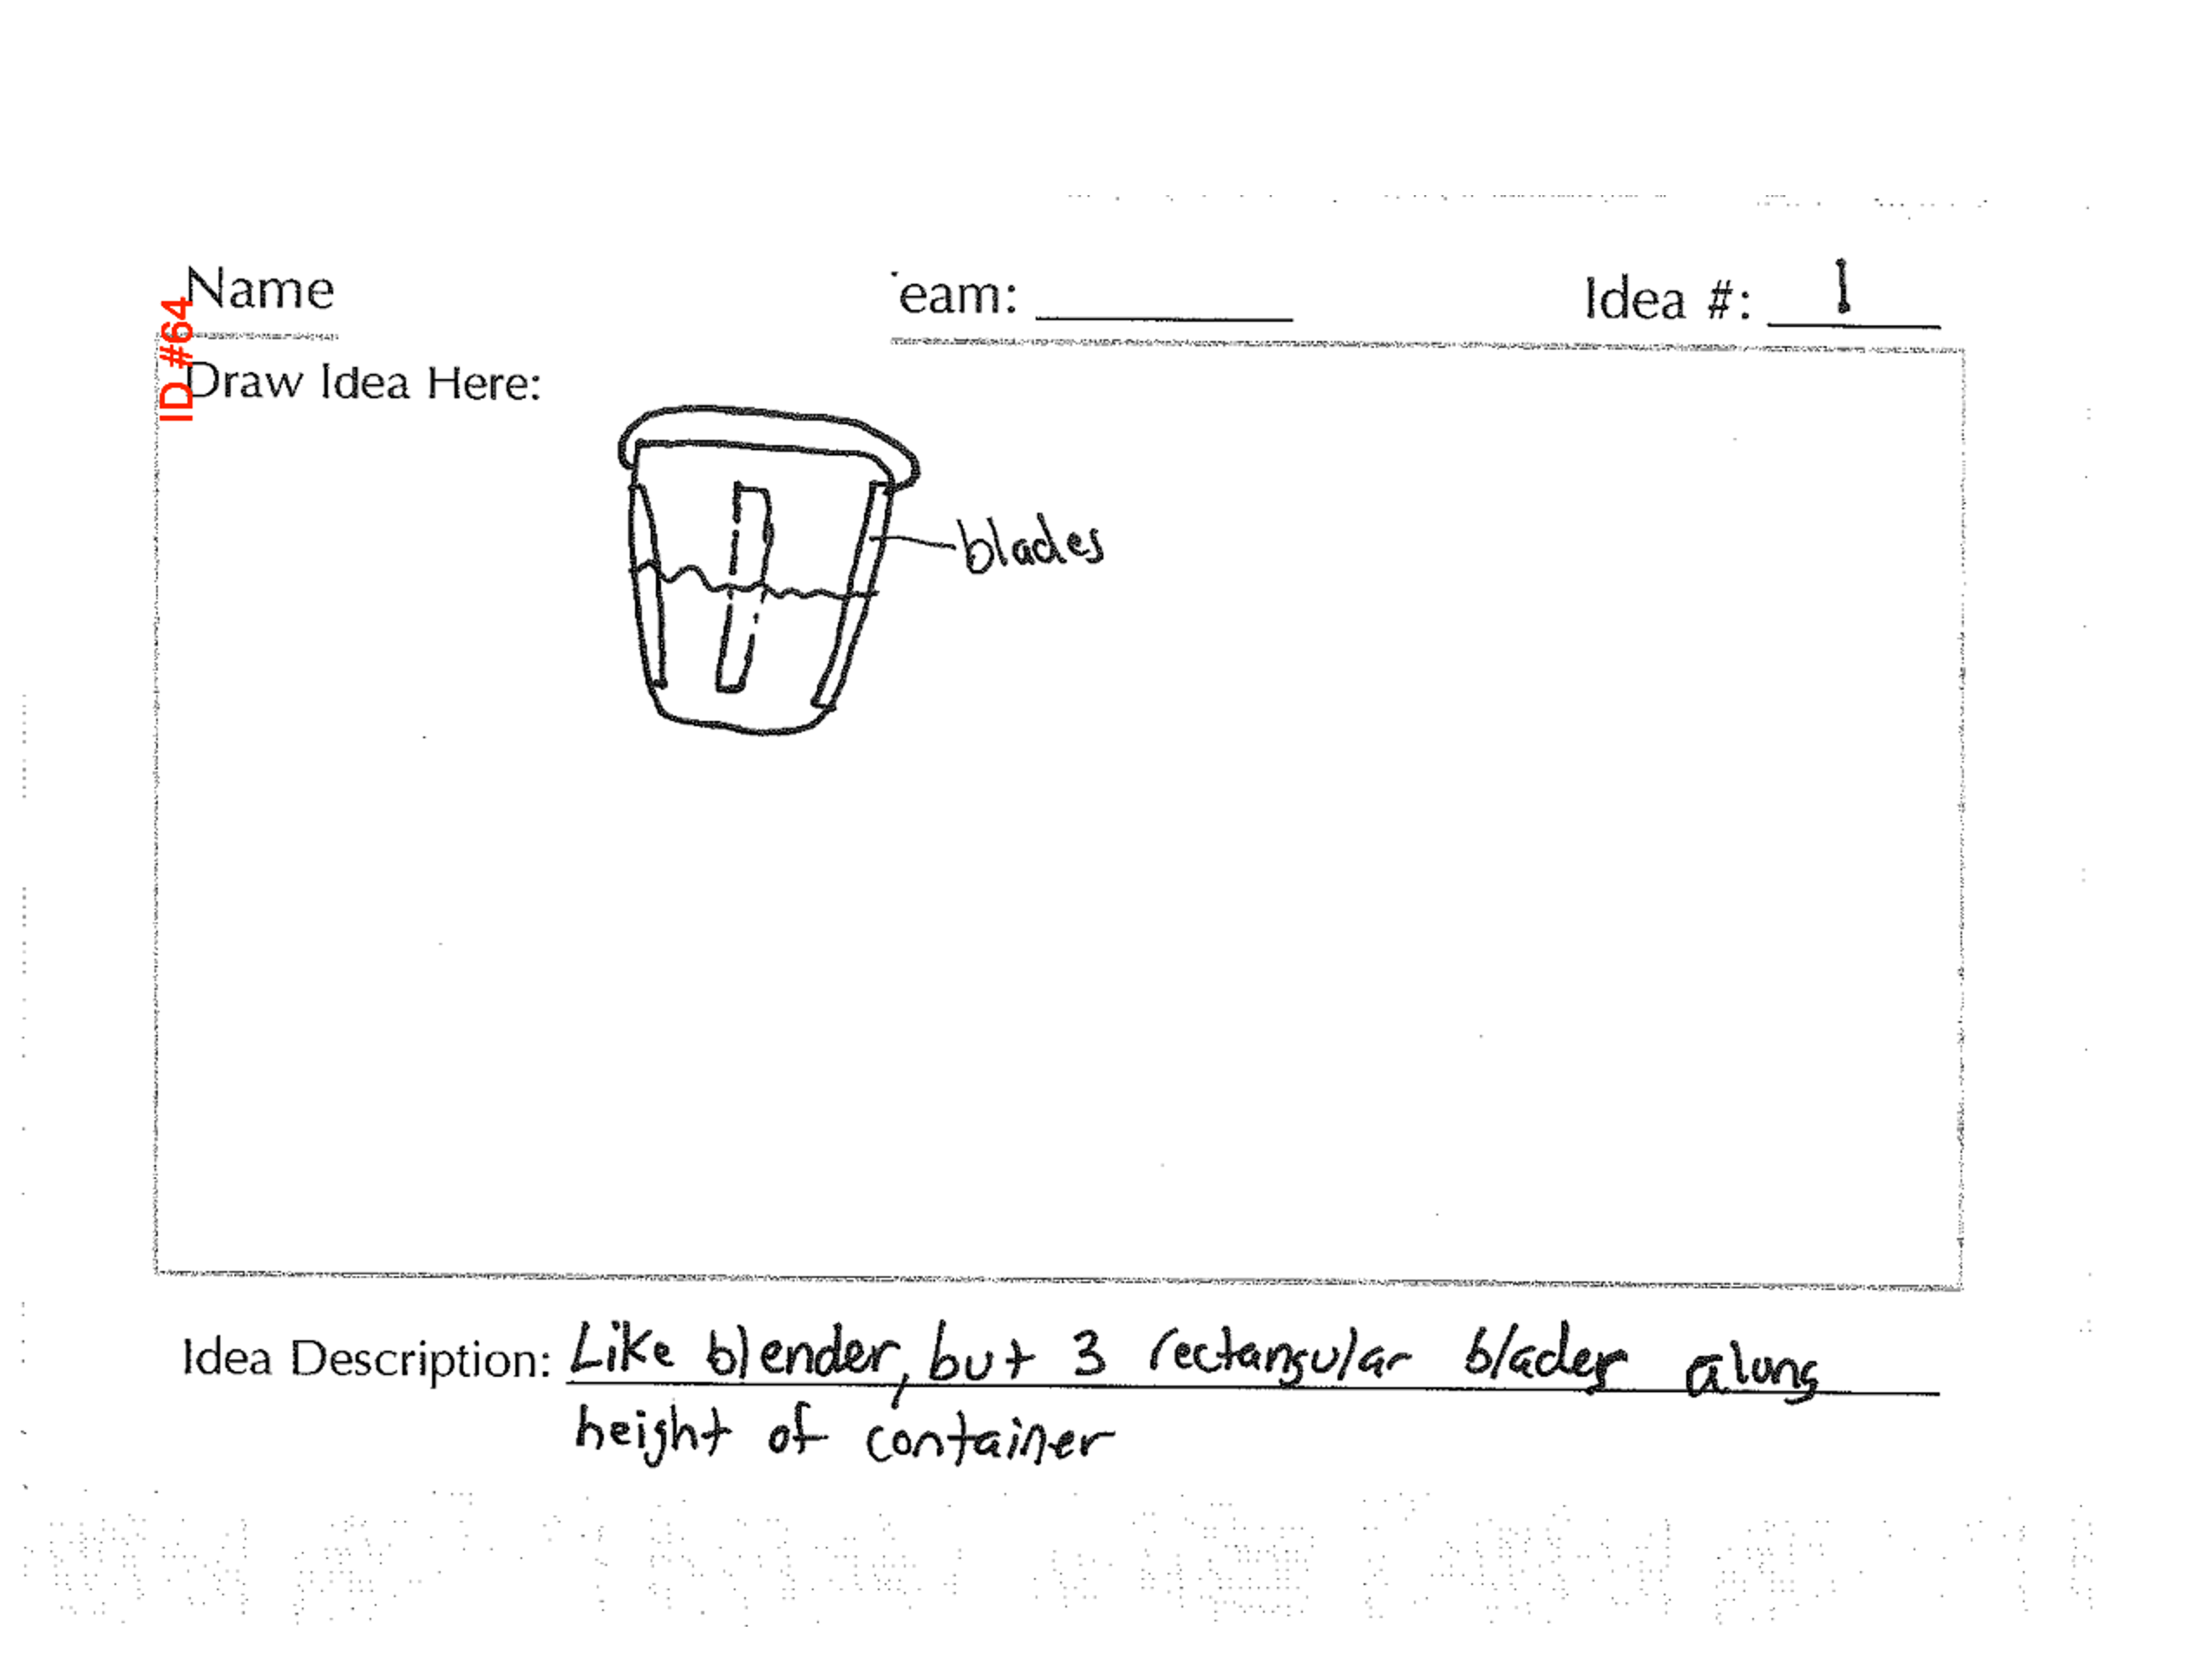 Name
eam:
Idea #: 1
ID #64
Draw Idea Here:
blades
Idea Description: Like blender, but 3 rectangular blades along
height of container